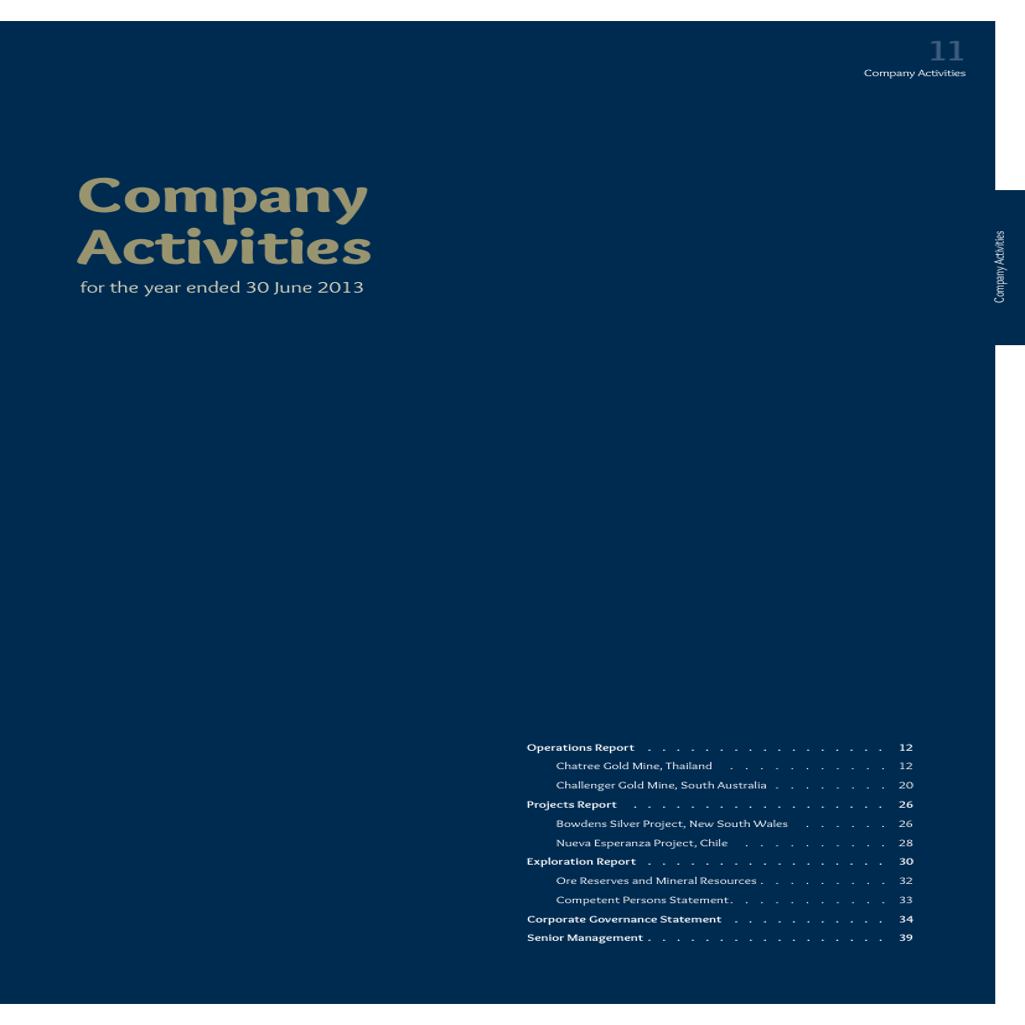 11
Company Activities
Company
Activities
for the year ended 30 June 2013
Company Activities
Operations Report . . . . . . . . . . . . . . . . . 12
Chatree Gold Mine, Thailand . . . . . . . . . . . 12
Challenger Gold Mine, South Australia . . . . . . . . 20
Projects Report . . . . . . . . . . . . . . . . . . 26
Bowdens Silver Project, New South Wales . . . . . . 26
Nueva Esperanza Project, Chile . . . . . . . . . . 28
Exploration Report . . . . . . . . . . . . . . . . . 30
Ore Reserves and Mineral Resources . . . . . . . . . 32
Competent Persons Statement . . . . . . . . . . . 33
Corporate Governance Statement . . . . . . . . . . . 34
Senior Management . . . . . . . . . . . . . . . . . 39